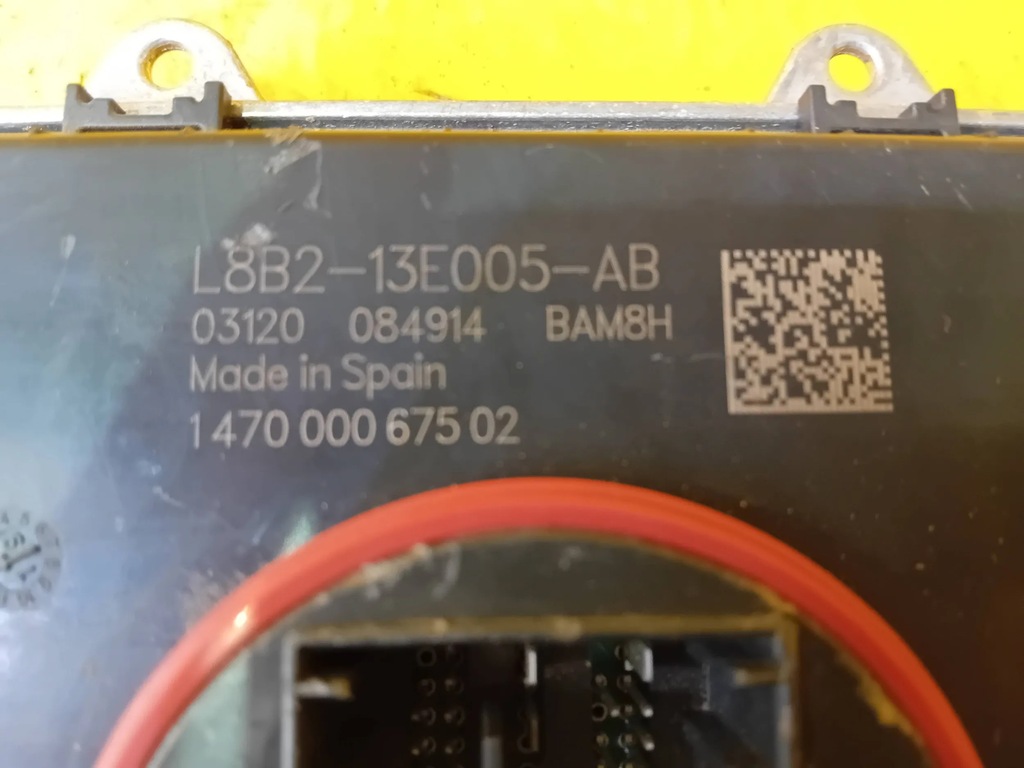 L8B2-13E005-AB
03120 084914 BAM8H
Made in Spain
1 470 000 675 02